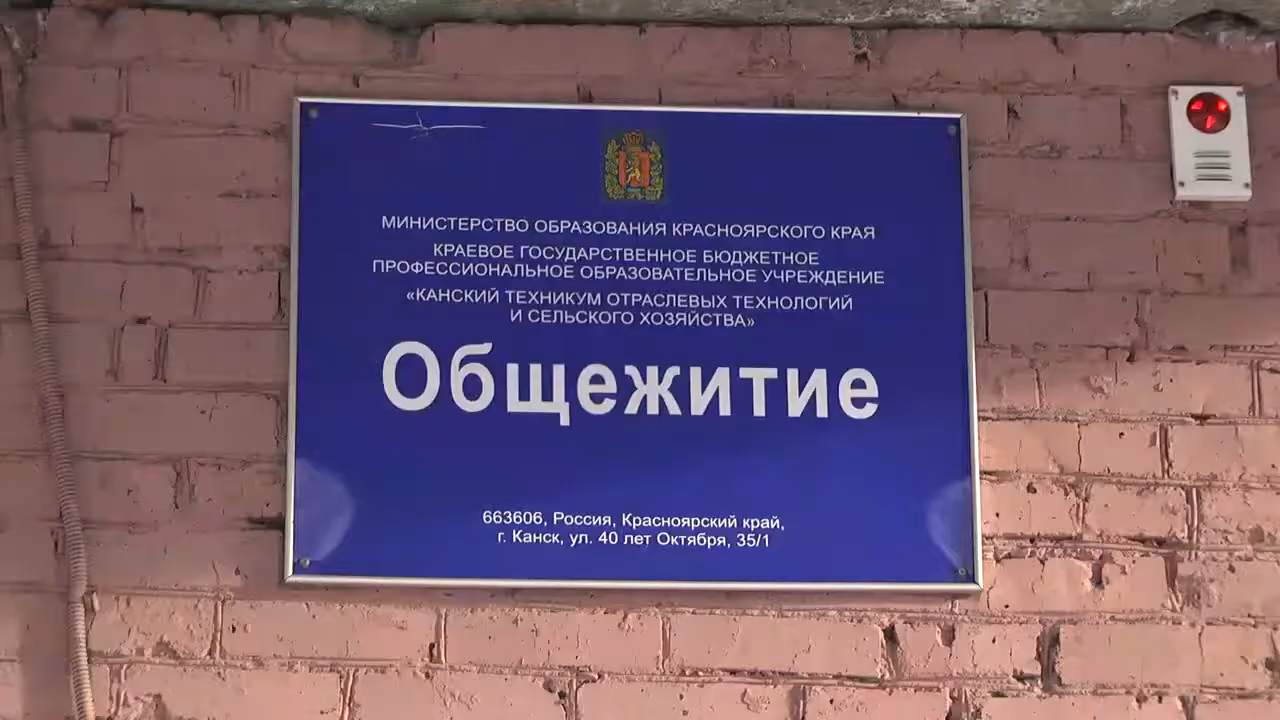 МИНИСТЕРСТВО ОБРАЗОВАНИЯ КРАСНОЯРСКОГО КРАЯ
КРАЕВОЕ ГОСУДАРСТВЕННОЕ БЮДЖЕТНОЕ
ПРОФЕССИОНАЛЬНОЕ ОБРАЗОВАТЕЛЬНОЕ УЧРЕЖДЕНИЕ
«КАНСКИЙ ТЕХНИКУМ ОТРАСЛЕВЫХ ТЕХНОЛОГИЙ
И СЕЛЬСКОГО ХОЗЯЙСТВА»
Общежитие
663606, Россия, Красноярский край,
г. Канск, ул. 40 лет Октября, 35/1